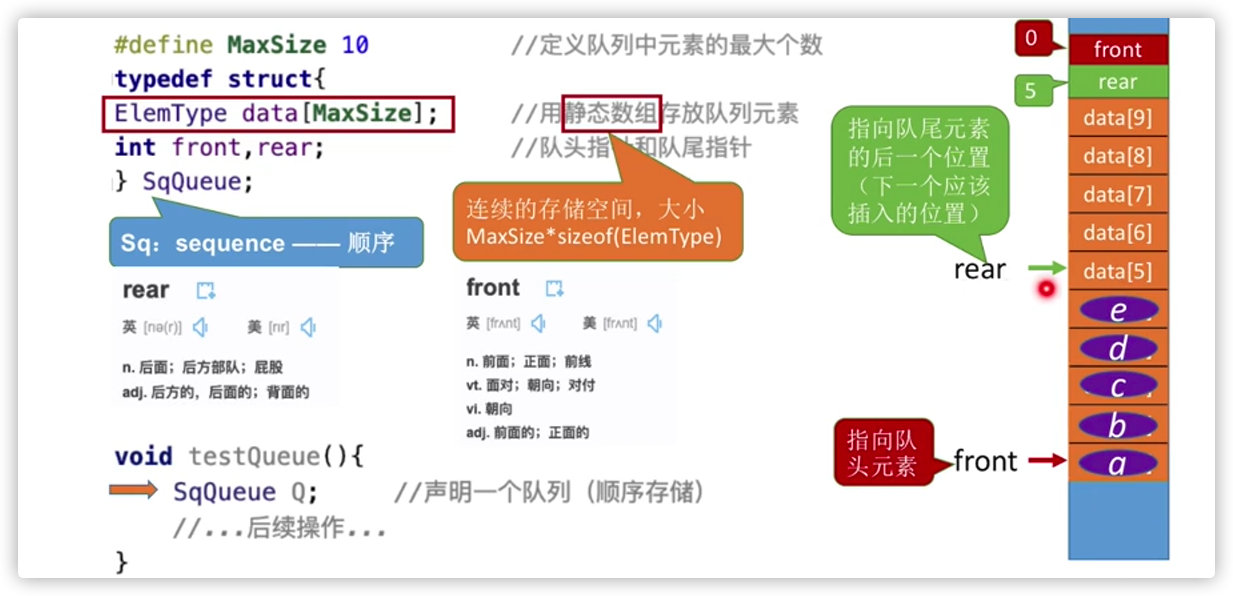 #define MaxSize 10 //定义队列中元素的最大个数
typedef struct{
ElemType data[MaxSize]; //用静态数组存放队列元素
int front,rear; //队头指针和队尾指针
} SqQueue;
Sq：sequence —— 顺序
连续的存储空间，大小
MaxSize*sizeof(ElemType)
rear
英 [rɪə(r)] 美 [rɪr]
n. 后面；后方部队；屁股
adj. 后方的，后面的；背面的
front
英 [frʌnt] 美 [frʌnt]
n. 前面；正面；前线
vt. 面对；朝向；对付
vi. 朝向
adj. 前面的；正面的
void testQueue(){
SqQueue Q; //声明一个队列（顺序存储）
//...后续操作...
}
指向队尾元素
的后一个位置
（下一个应该
插入的位置）
rear
指向队
头元素
front
0
front
5
rear
data[9]
data[8]
data[7]
data[6]
data[5]
e
d
c
b
a